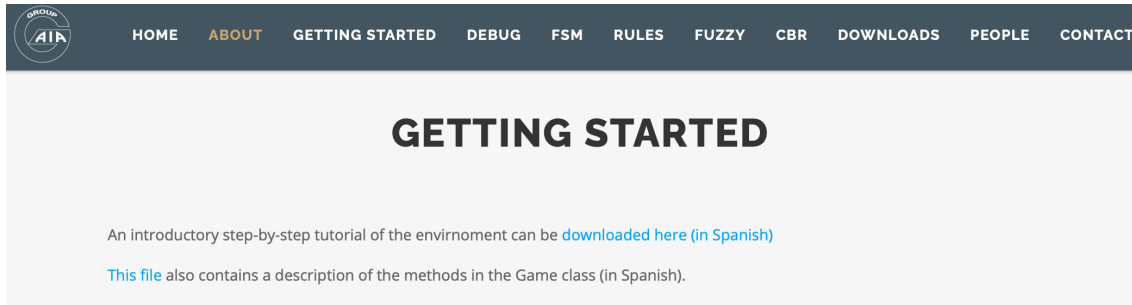 GROUP
AIA
HOME ABOUT GETTING STARTED DEBUG FSM RULES FUZZY CBR DOWNLOADS PEOPLE CONTACT
GETTING STARTED
An introductory step-by-step tutorial of the envirnoment can be downloaded here (in Spanish)
This file also contains a description of the methods in the Game class (in Spanish).